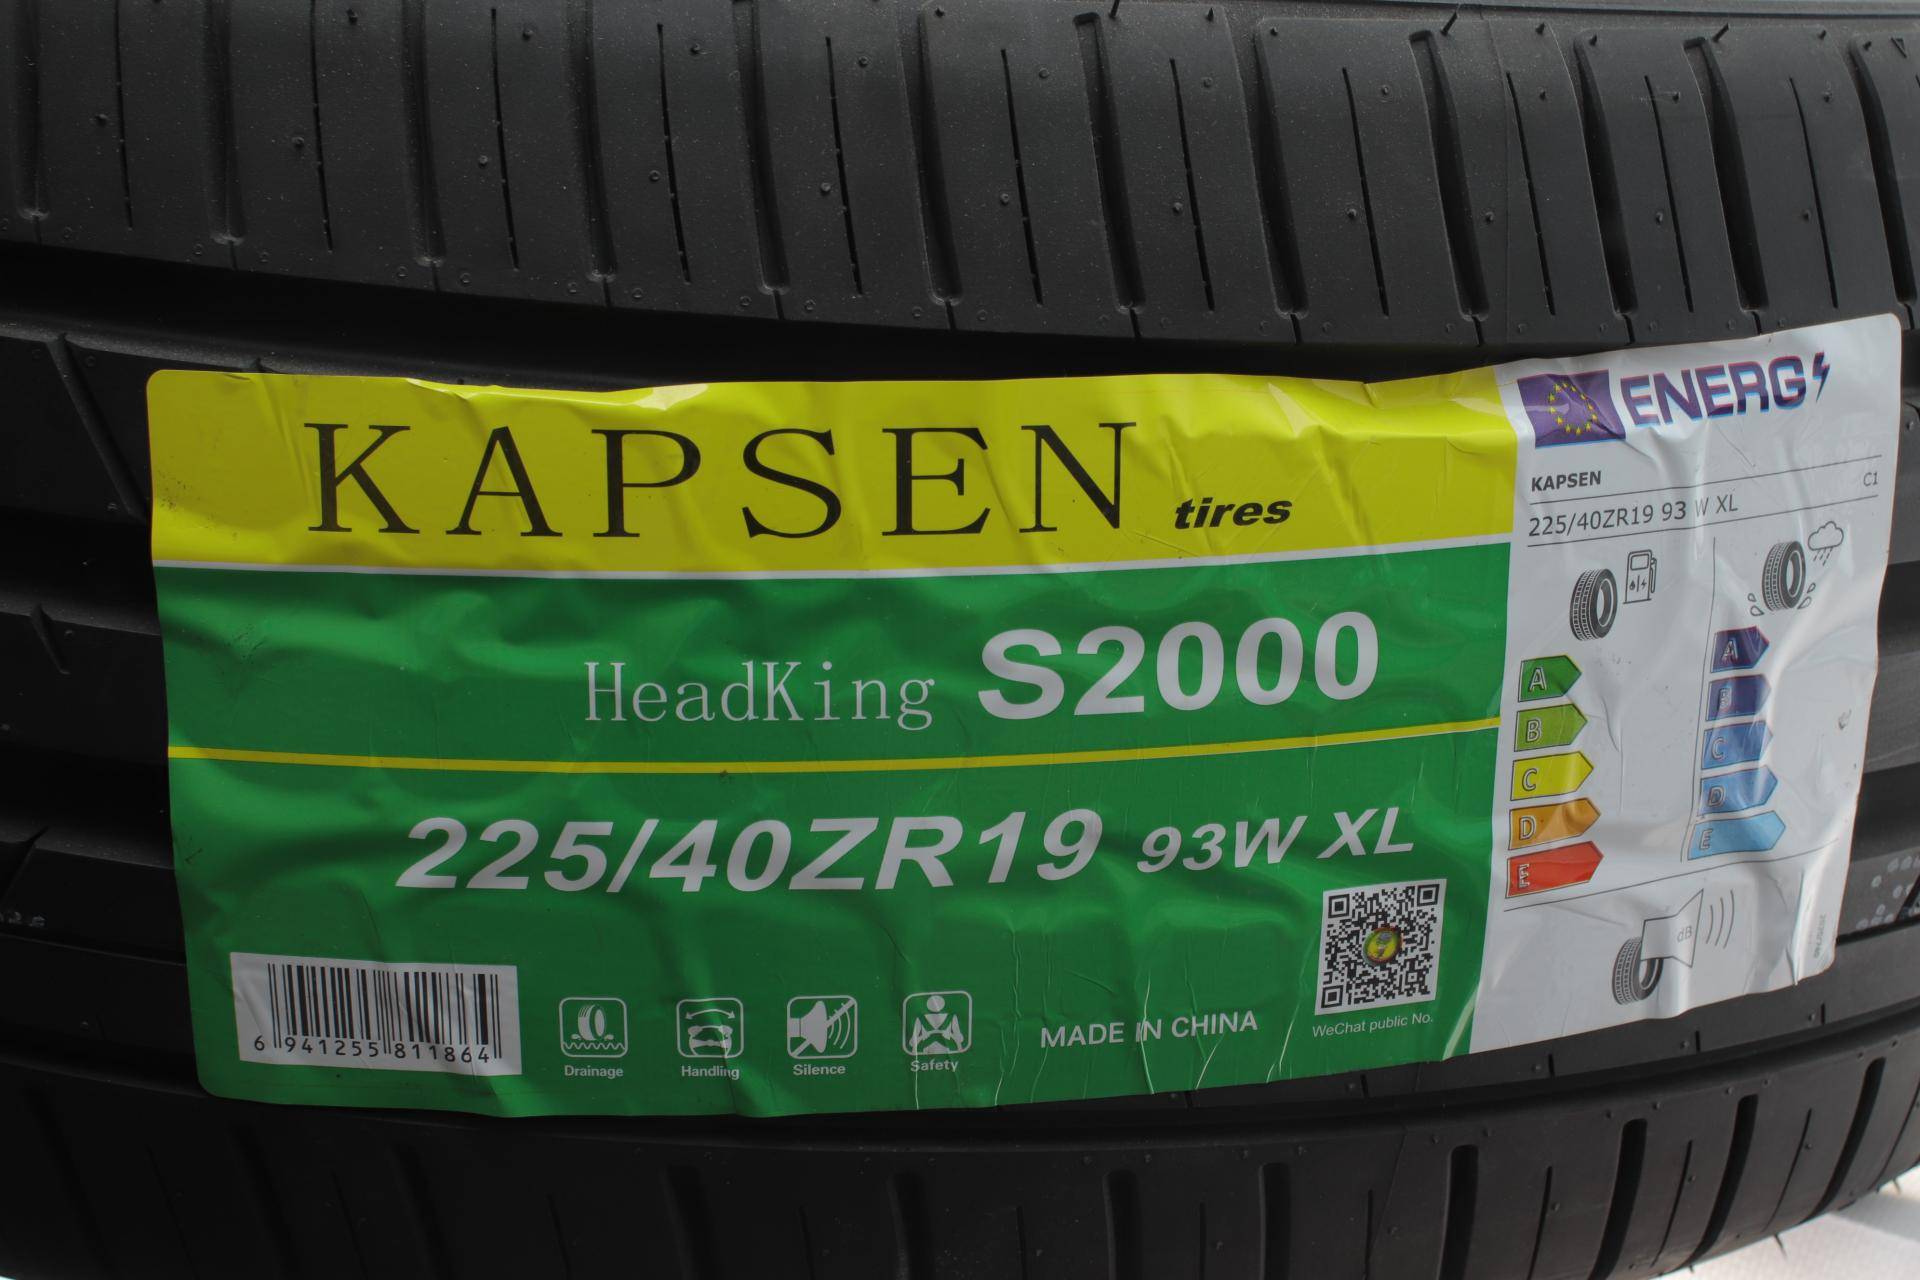 KAPSEN tires
HeadKing S2000
225/40ZR19 93W XL
6 941255 811864
Drainage
Handling
Silence
Safety
MADE IN CHINA
WeChat public No.
ENERG
KAPSEN
C1
225/40ZR19 93 W XL
A
B
C
D
E
A
B
C
D
E
dB